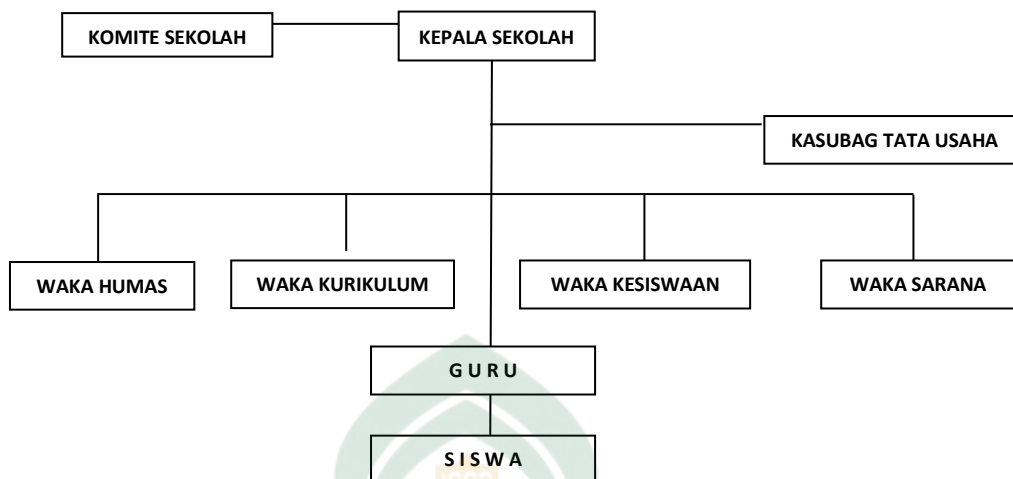 KOMITE SEKOLAH
KEPALA SEKOLAH
KASUBAG TATA USAHA
WAKA HUMAS
WAKA KURIKULUM
WAKA KESISWAAN
WAKA SARANA
G U R U
S I S W A